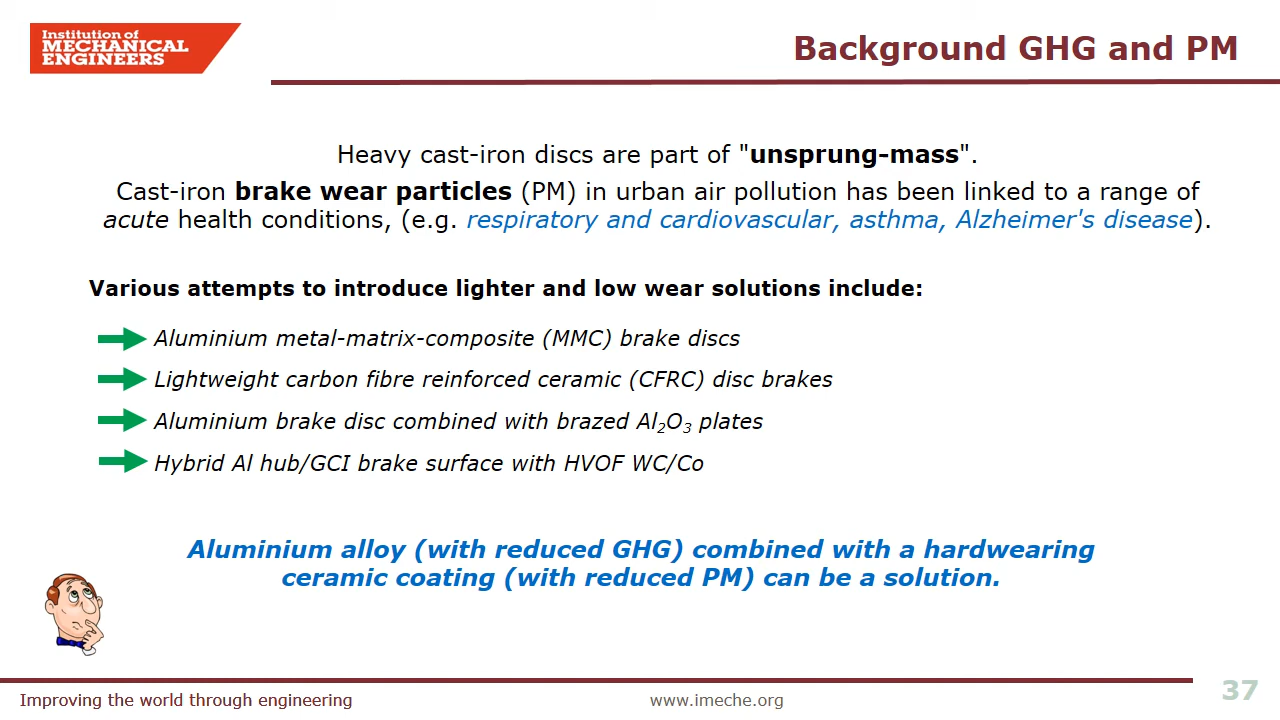 Institution of
MECHANICAL
ENGINEERS
Background GHG and PM
Heavy cast-iron discs are part of "unsprung-mass".
Cast-iron brake wear particles (PM) in urban air pollution has been linked to a range of
acute health conditions, (e.g. respiratory and cardiovascular, asthma, Alzheimer's disease).
Various attempts to introduce lighter and low wear solutions include:
Aluminium metal-matrix-composite (MMC) brake discs
Lightweight carbon fibre reinforced ceramic (CFRC) disc brakes
Aluminium brake disc combined with brazed Al₂O₃ plates
Hybrid Al hub/GCI brake surface with HVOF WC/Co
Aluminium alloy (with reduced GHG) combined with a hardwearing
ceramic coating (with reduced PM) can be a solution.
Improving the world through engineering
www.imeche.org
37